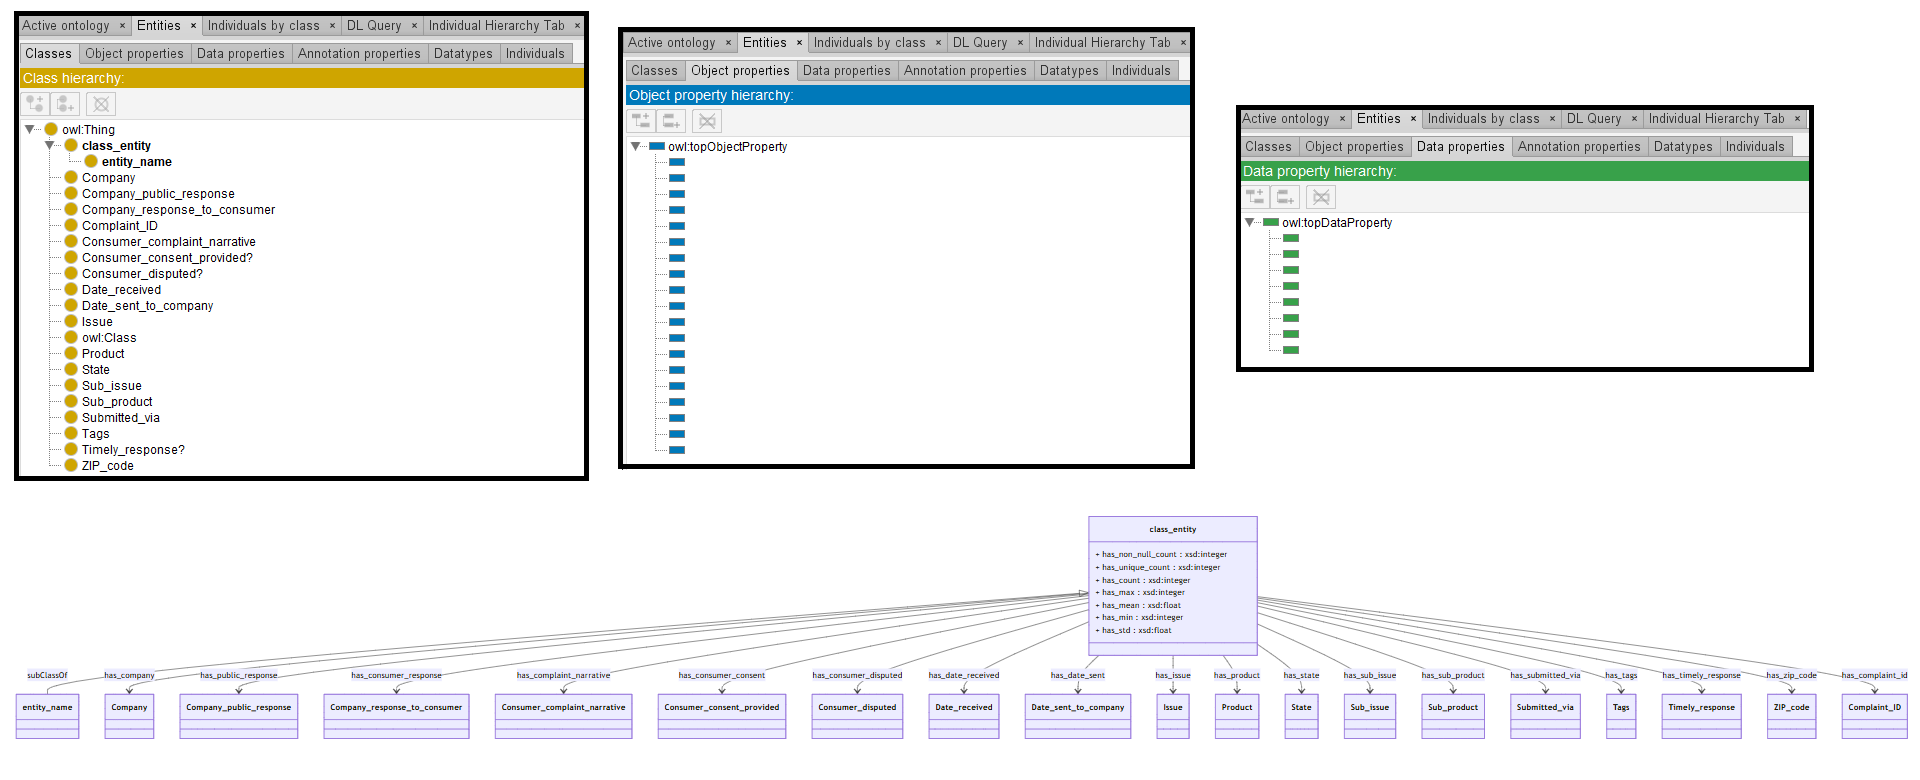 Active ontology × Entities × Individuals by class × DL Query × Individual Hierarchy Tab ×
Classes Object properties Data properties Annotation properties Datatypes Individuals
Class hierarchy:
owl:Thing
class_entity
entity_name
Company
Company_public_response
Company_response_to_consumer
Complaint_ID
Consumer_complaint_narrative
Consumer_consent_provided?
Consumer_disputed?
Date_received
Date_sent_to_company
Issue
owl:Class
Product
State
Sub_issue
Sub_product
Submitted_via
Tags
Timely_response?
ZIP_code
Active ontology × Entities × Individuals by class × DL Query × Individual Hierarchy Tab ×
Classes Object properties Data properties Annotation properties Datatypes Individuals
Object property hierarchy:
owl:topObjectProperty
Active ontology × Entities × Individuals by class × DL Query × Individual Hierarchy Tab ×
Classes Object properties Data properties Annotation properties Datatypes Individuals
Data property hierarchy:
owl:topDataProperty
class_entity
+ has_non_null_count : xsd:integer
+ has_unique_count : xsd:integer
+ has_count : xsd:integer
+ has_max : xsd:integer
+ has_mean : xsd:float
+ has_min : xsd:integer
+ has_std : xsd:float
subClassOf has_company has_public_response has_consumer_response has_complaint_narrative has_consumer_consent has_consumer_disputed has_date_received has_date_sent has_issue has_product has_state has_sub_issue has_sub_product has_submitted_via has_tags has_timely_response has_zip_code has_complaint_id
entity_name Company Company_public_response Company_response_to_consumer Consumer_complaint_narrative Consumer_consent_provided Consumer_disputed Date_received Date_sent_to_company Issue Product State Sub_issue Sub_product Submitted_via Tags Timely_response ZIP_code Complaint_ID